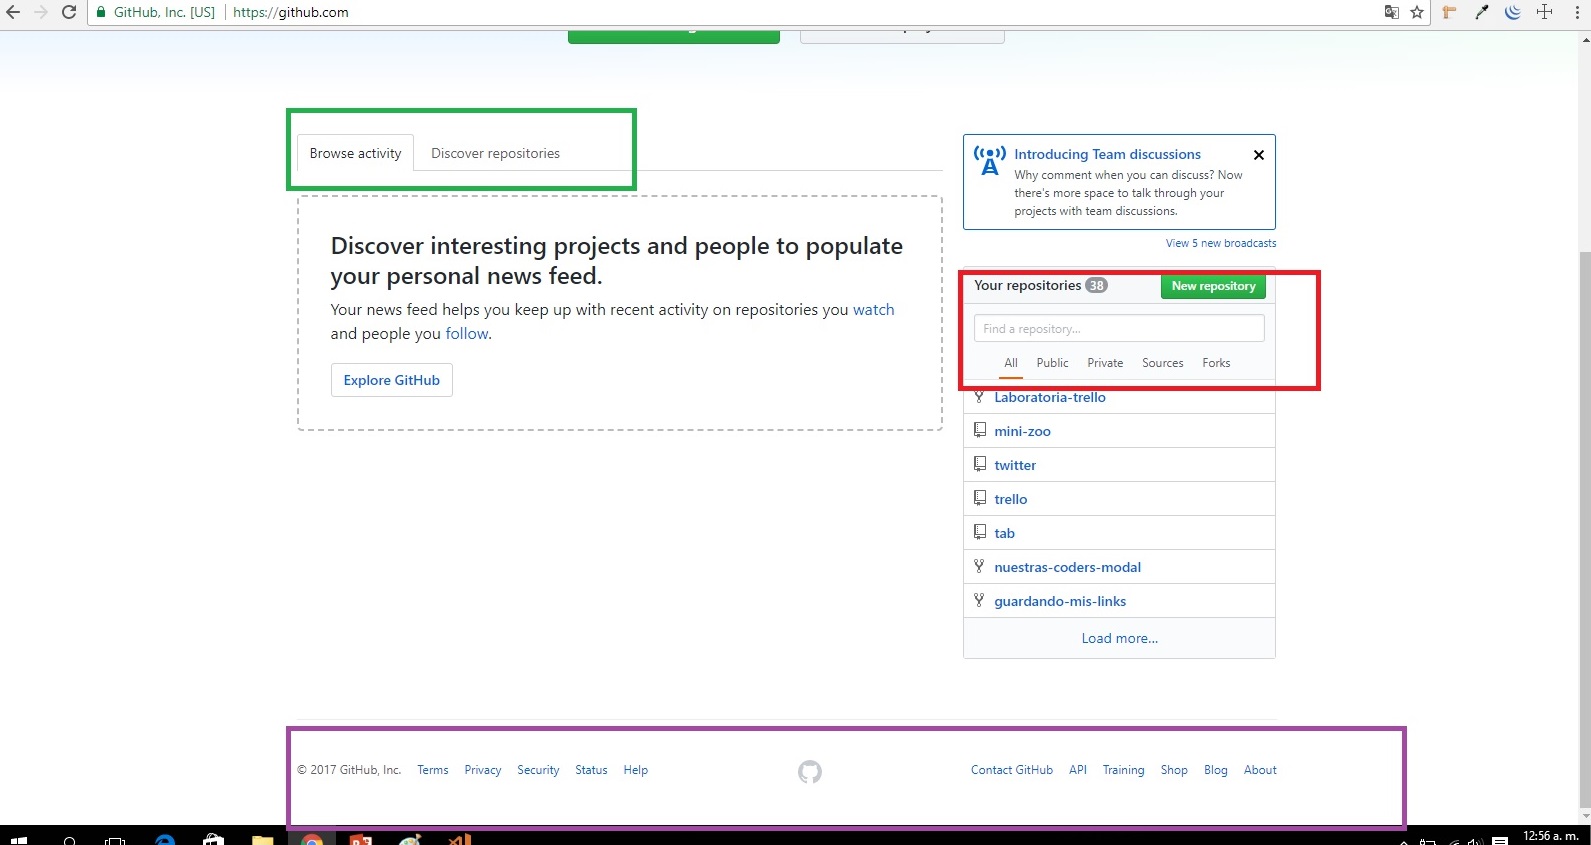 GitHub, Inc. [US]
https://github.com
Browse activity
Discover repositories
Discover interesting projects and people to populate
your personal news feed.
Your news feed helps you keep up with recent activity on repositories you watch
and people you follow.
Explore GitHub
Introducing Team discussions
Why comment when you can discuss? Now
there's more space to talk through your
projects with team discussions.
View 5 new broadcasts
Your repositories 38
New repository
Find a repository...
All Public Private Sources Forks
Laboratoria-trello
mini-zoo
twitter
trello
tab
nuestras-coders-modal
guardando-mis-links
Load more...
© 2017 GitHub, Inc. Terms Privacy Security Status Help
Contact GitHub API Training Shop Blog About
12:56 a. m.